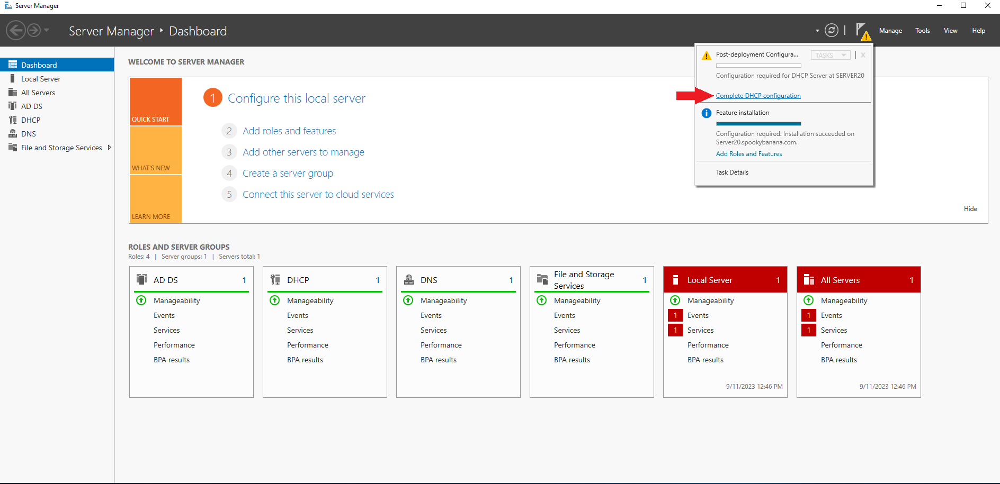 Server Manager
Server Manager ‣ Dashboard
Manage
Tools
View
Help
Dashboard
Local Server
All Servers
AD DS
DHCP
DNS
File and Storage Services
WELCOME TO SERVER MANAGER
QUICK START
WHAT'S NEW
LEARN MORE
1 Configure this local server
2 Add roles and features
3 Add other servers to manage
4 Create a server group
5 Connect this server to cloud services
Hide
Post-deployment Configura...
TASKS
X
Configuration required for DHCP Server at SERVER20
Complete DHCP configuration
Feature installation
Configuration required. Installation succeeded on
Server20.spookybanana.com.
Add Roles and Features
Task Details
ROLES AND SERVER GROUPS
Roles: 4 | Server groups: 1 | Servers total: 1
AD DS 1
Manageability
Events
Services
Performance
BPA results
DHCP 1
Manageability
Events
Services
Performance
BPA results
DNS 1
Manageability
Events
Services
Performance
BPA results
File and Storage
Services 1
Manageability
Events
Services
Performance
BPA results
Local Server 1
Manageability
1 Events
1 Services
Performance
BPA results
9/11/2023 12:46 PM
All Servers 1
Manageability
1 Events
1 Services
Performance
BPA results
9/11/2023 12:46 PM